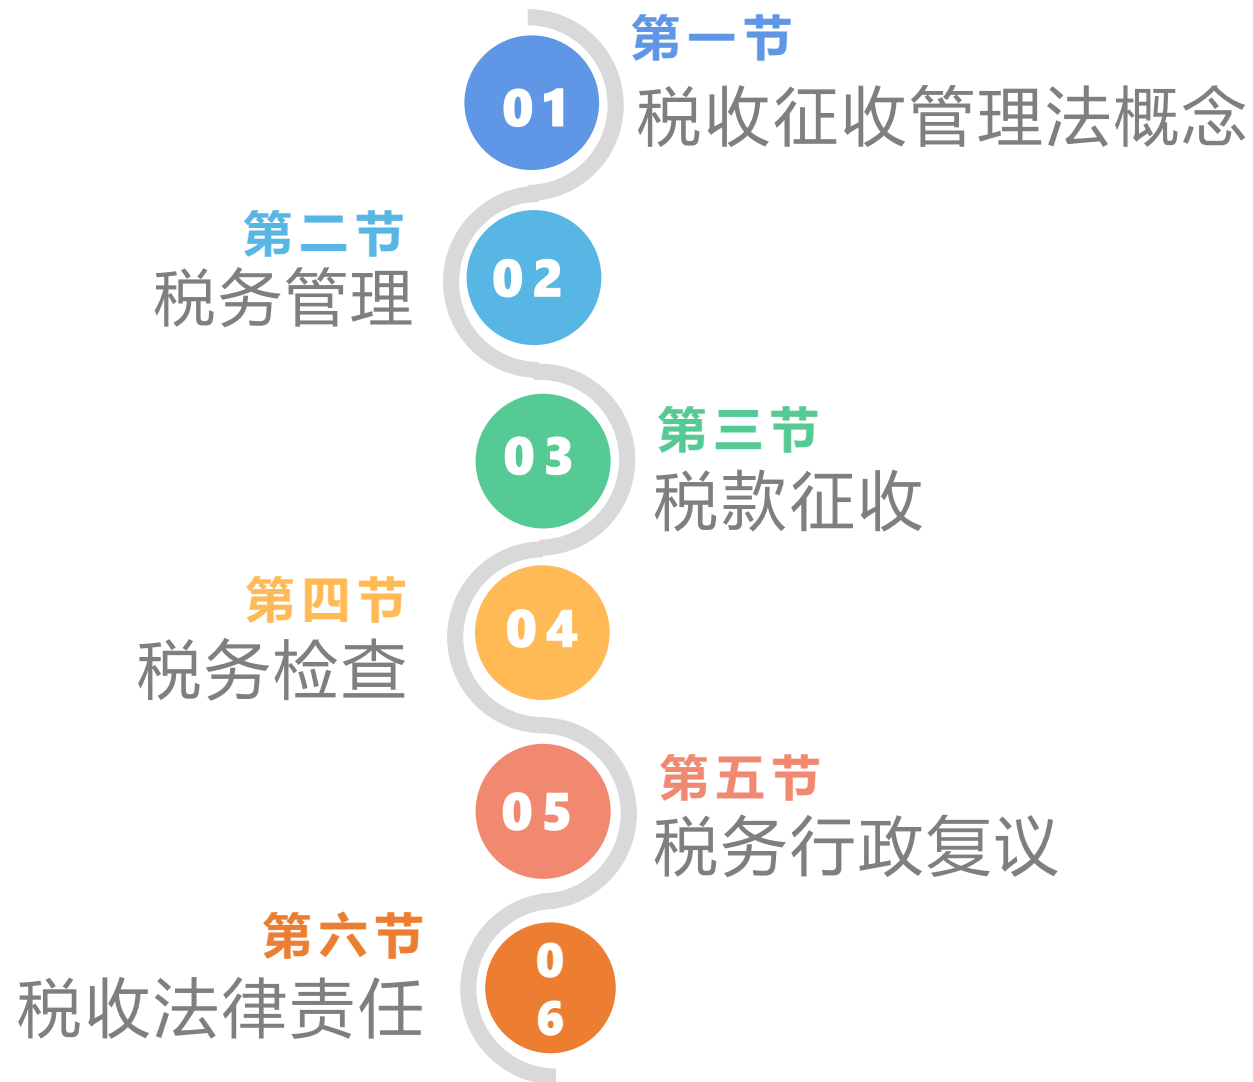 第一节
01
税收征收管理法概念
第二节
02
税务管理
第三节
03
税款征收
第四节
04
税务检查
第五节
05
税务行政复议
第六节
0
6
税收法律责任